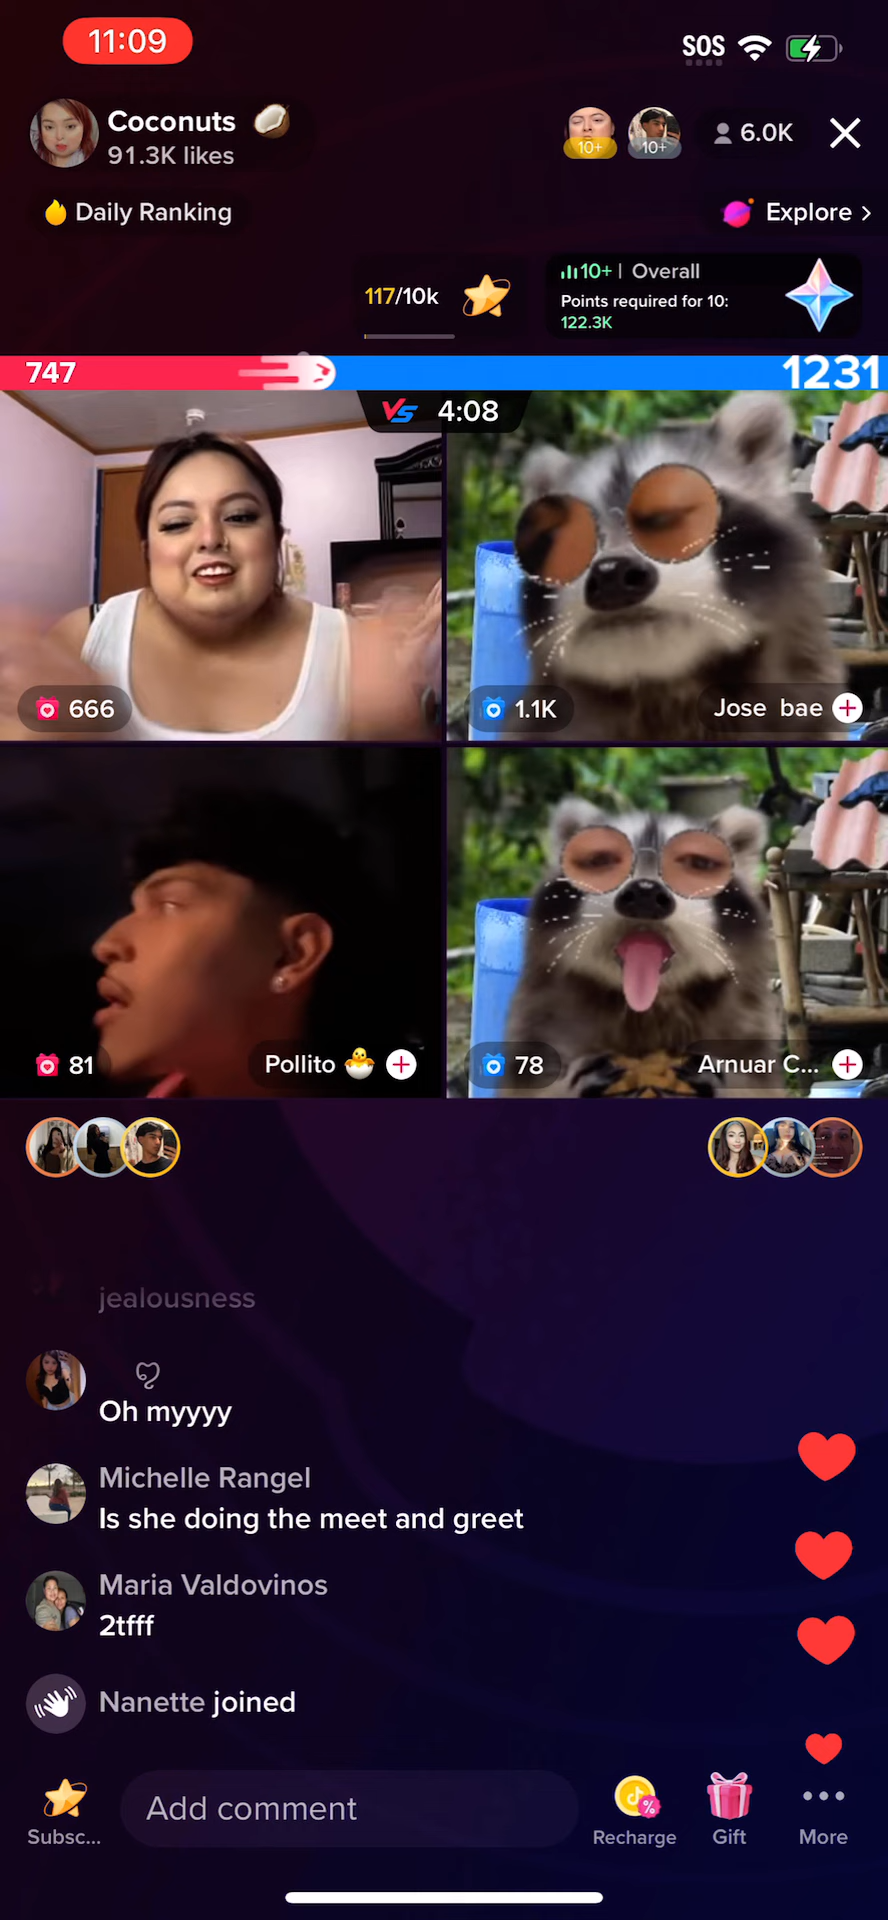 11:09
SOS
Coconuts 🥥
91.3K likes
10+
10+
6.0K
Daily Ranking
Explore >
117/10k
10+ | Overall
Points required for 10:
122.3K
747
1231
VS 4:08
666
1.1K
Jose bae
81
Pollito 🐣
78
Arnuar C...
jealousness
Oh myyyy
Michelle Rangel
Is she doing the meet and greet
Maria Valdovinos
2tfff
Nanette joined
Subsc...
Add comment
Recharge
Gift
More